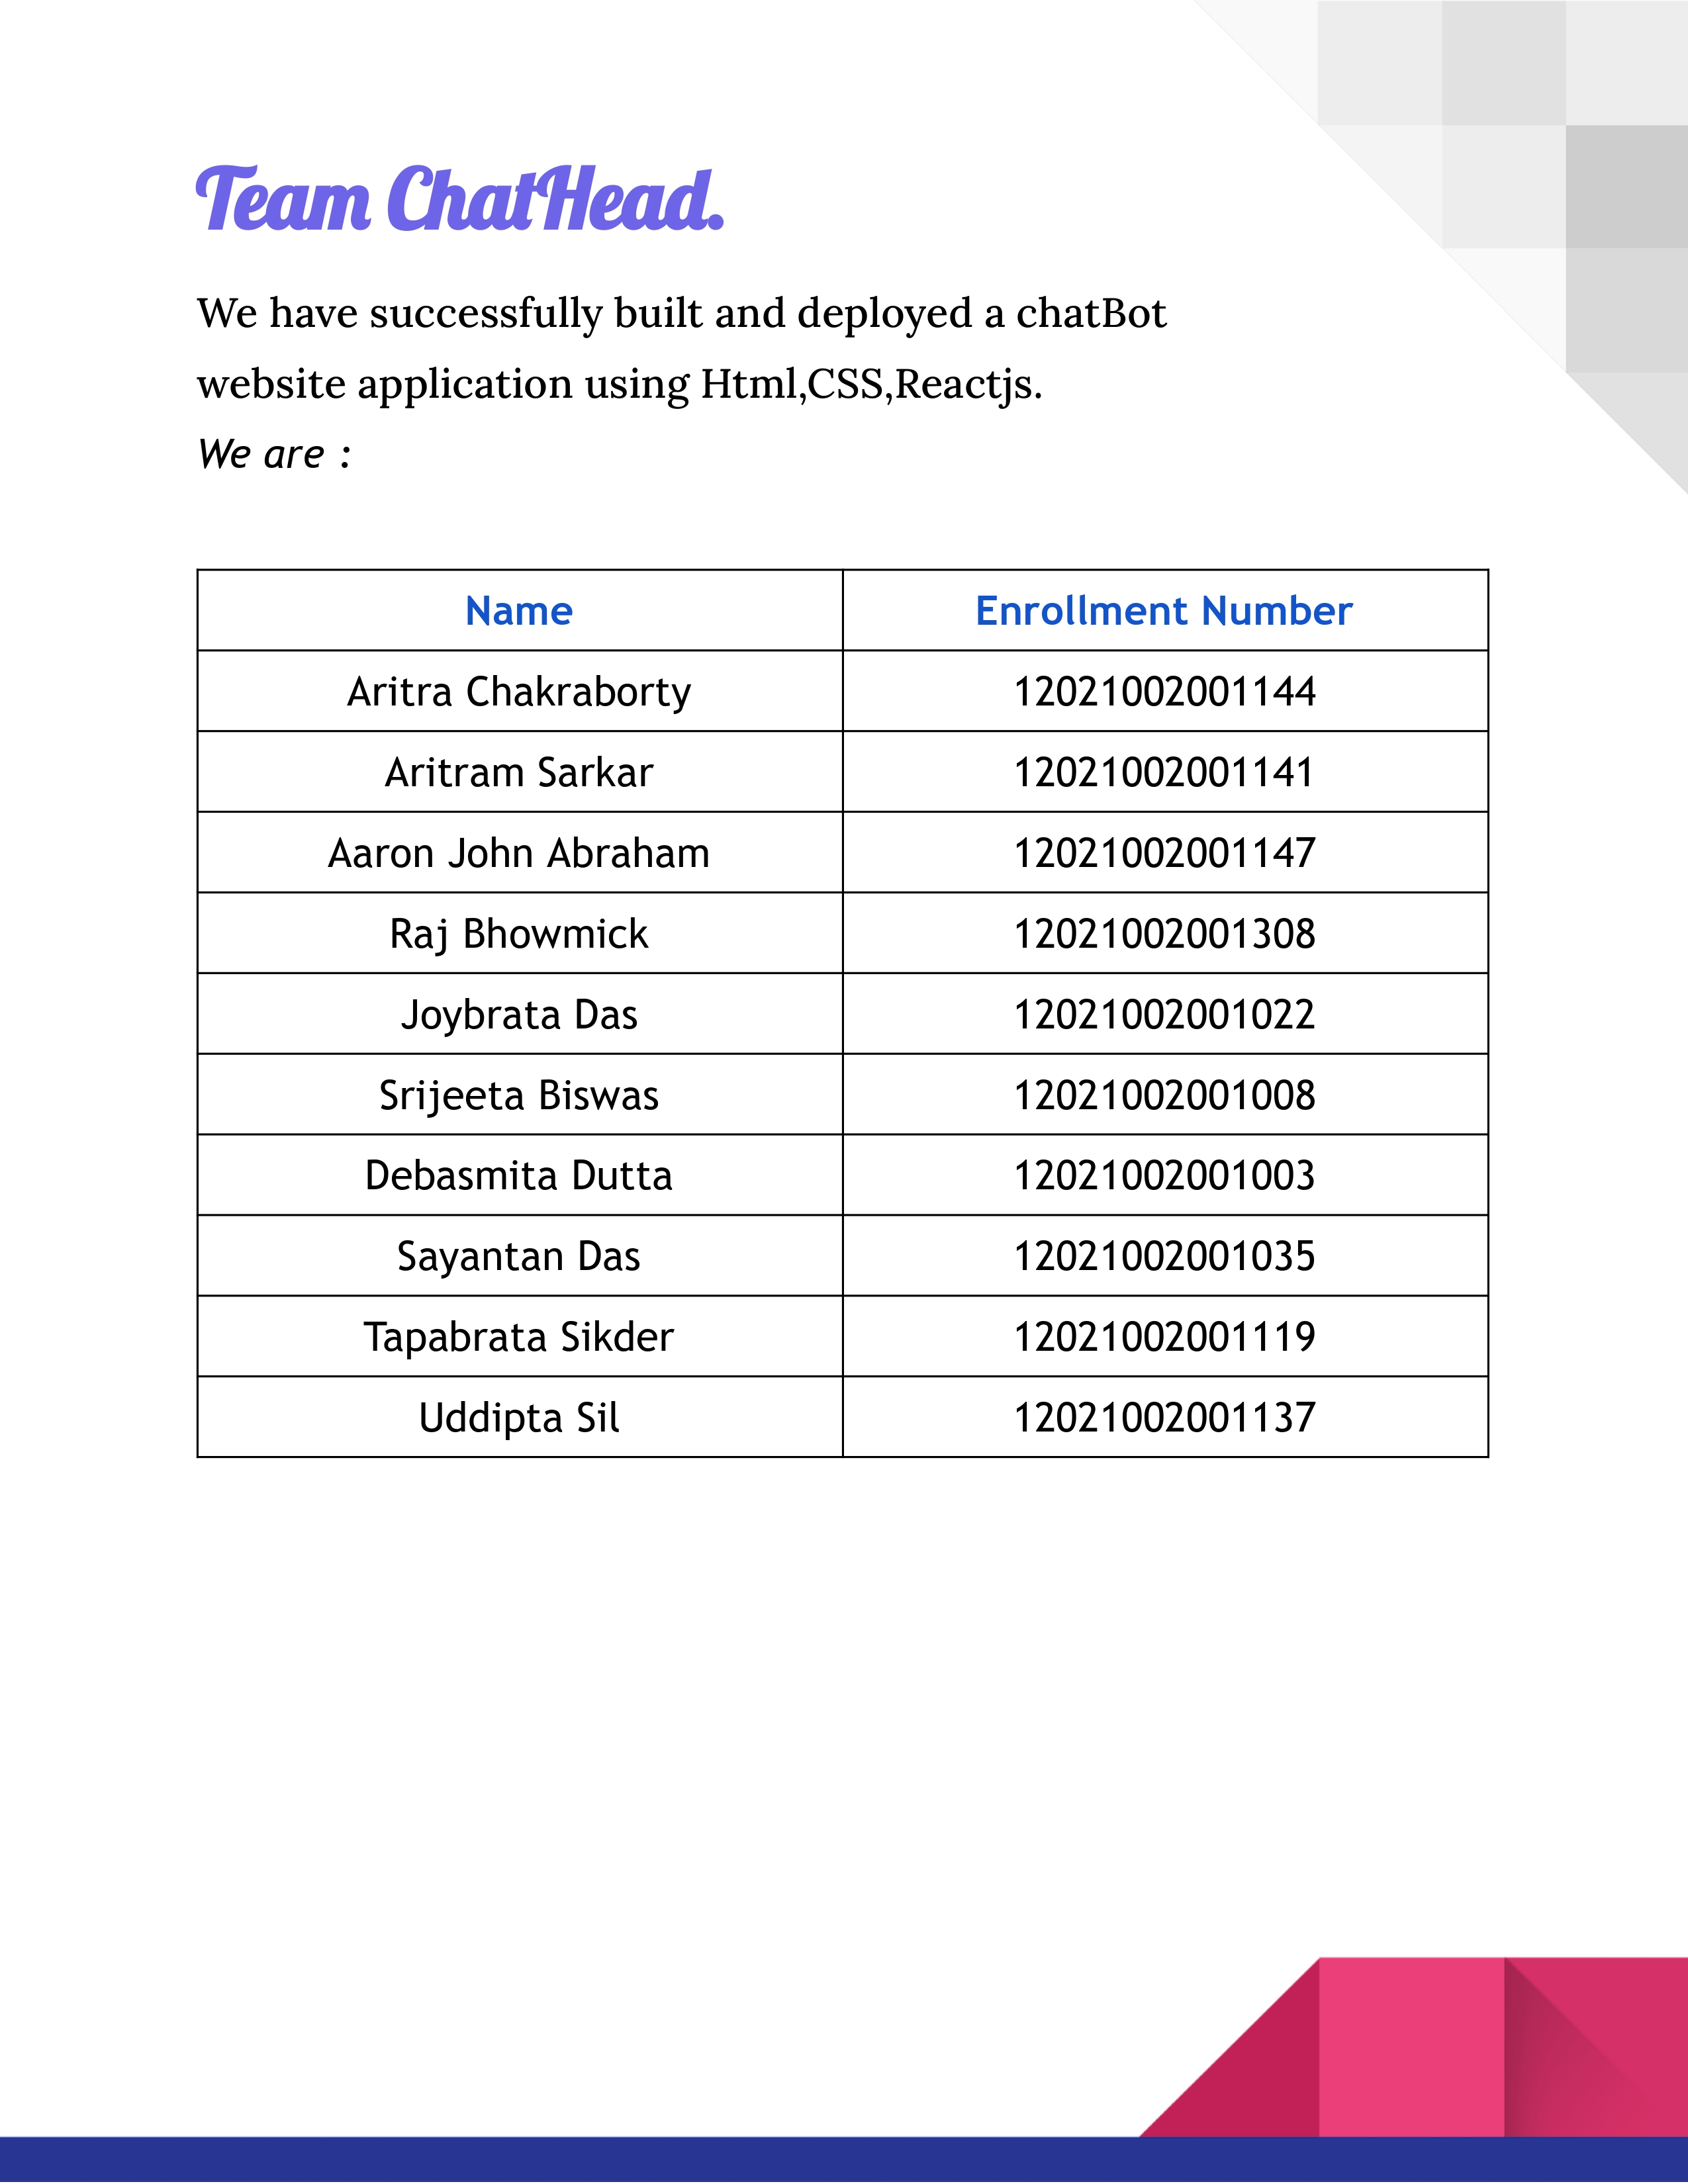 Team ChatHead.
We have successfully built and deployed a chatBot
website application using Html,CSS,Reactjs.
We are :
Name Enrollment Number
Aritra Chakraborty 12021002001144
Aritram Sarkar 12021002001141
Aaron John Abraham 12021002001147
Raj Bhowmick 12021002001308
Joybrata Das 12021002001022
Srijeeta Biswas 12021002001008
Debasmita Dutta 12021002001003
Sayantan Das 12021002001035
Tapabrata Sikder 12021002001119
Uddipta Sil 12021002001137